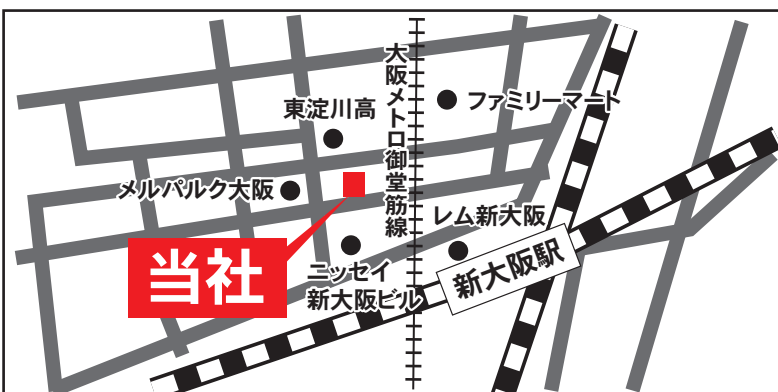 大阪メトロ御堂筋線
ファミリーマート
東淀川高
メルパルク大阪
レム新大阪
当社
ニッセイ
新大阪ビル
新大阪駅